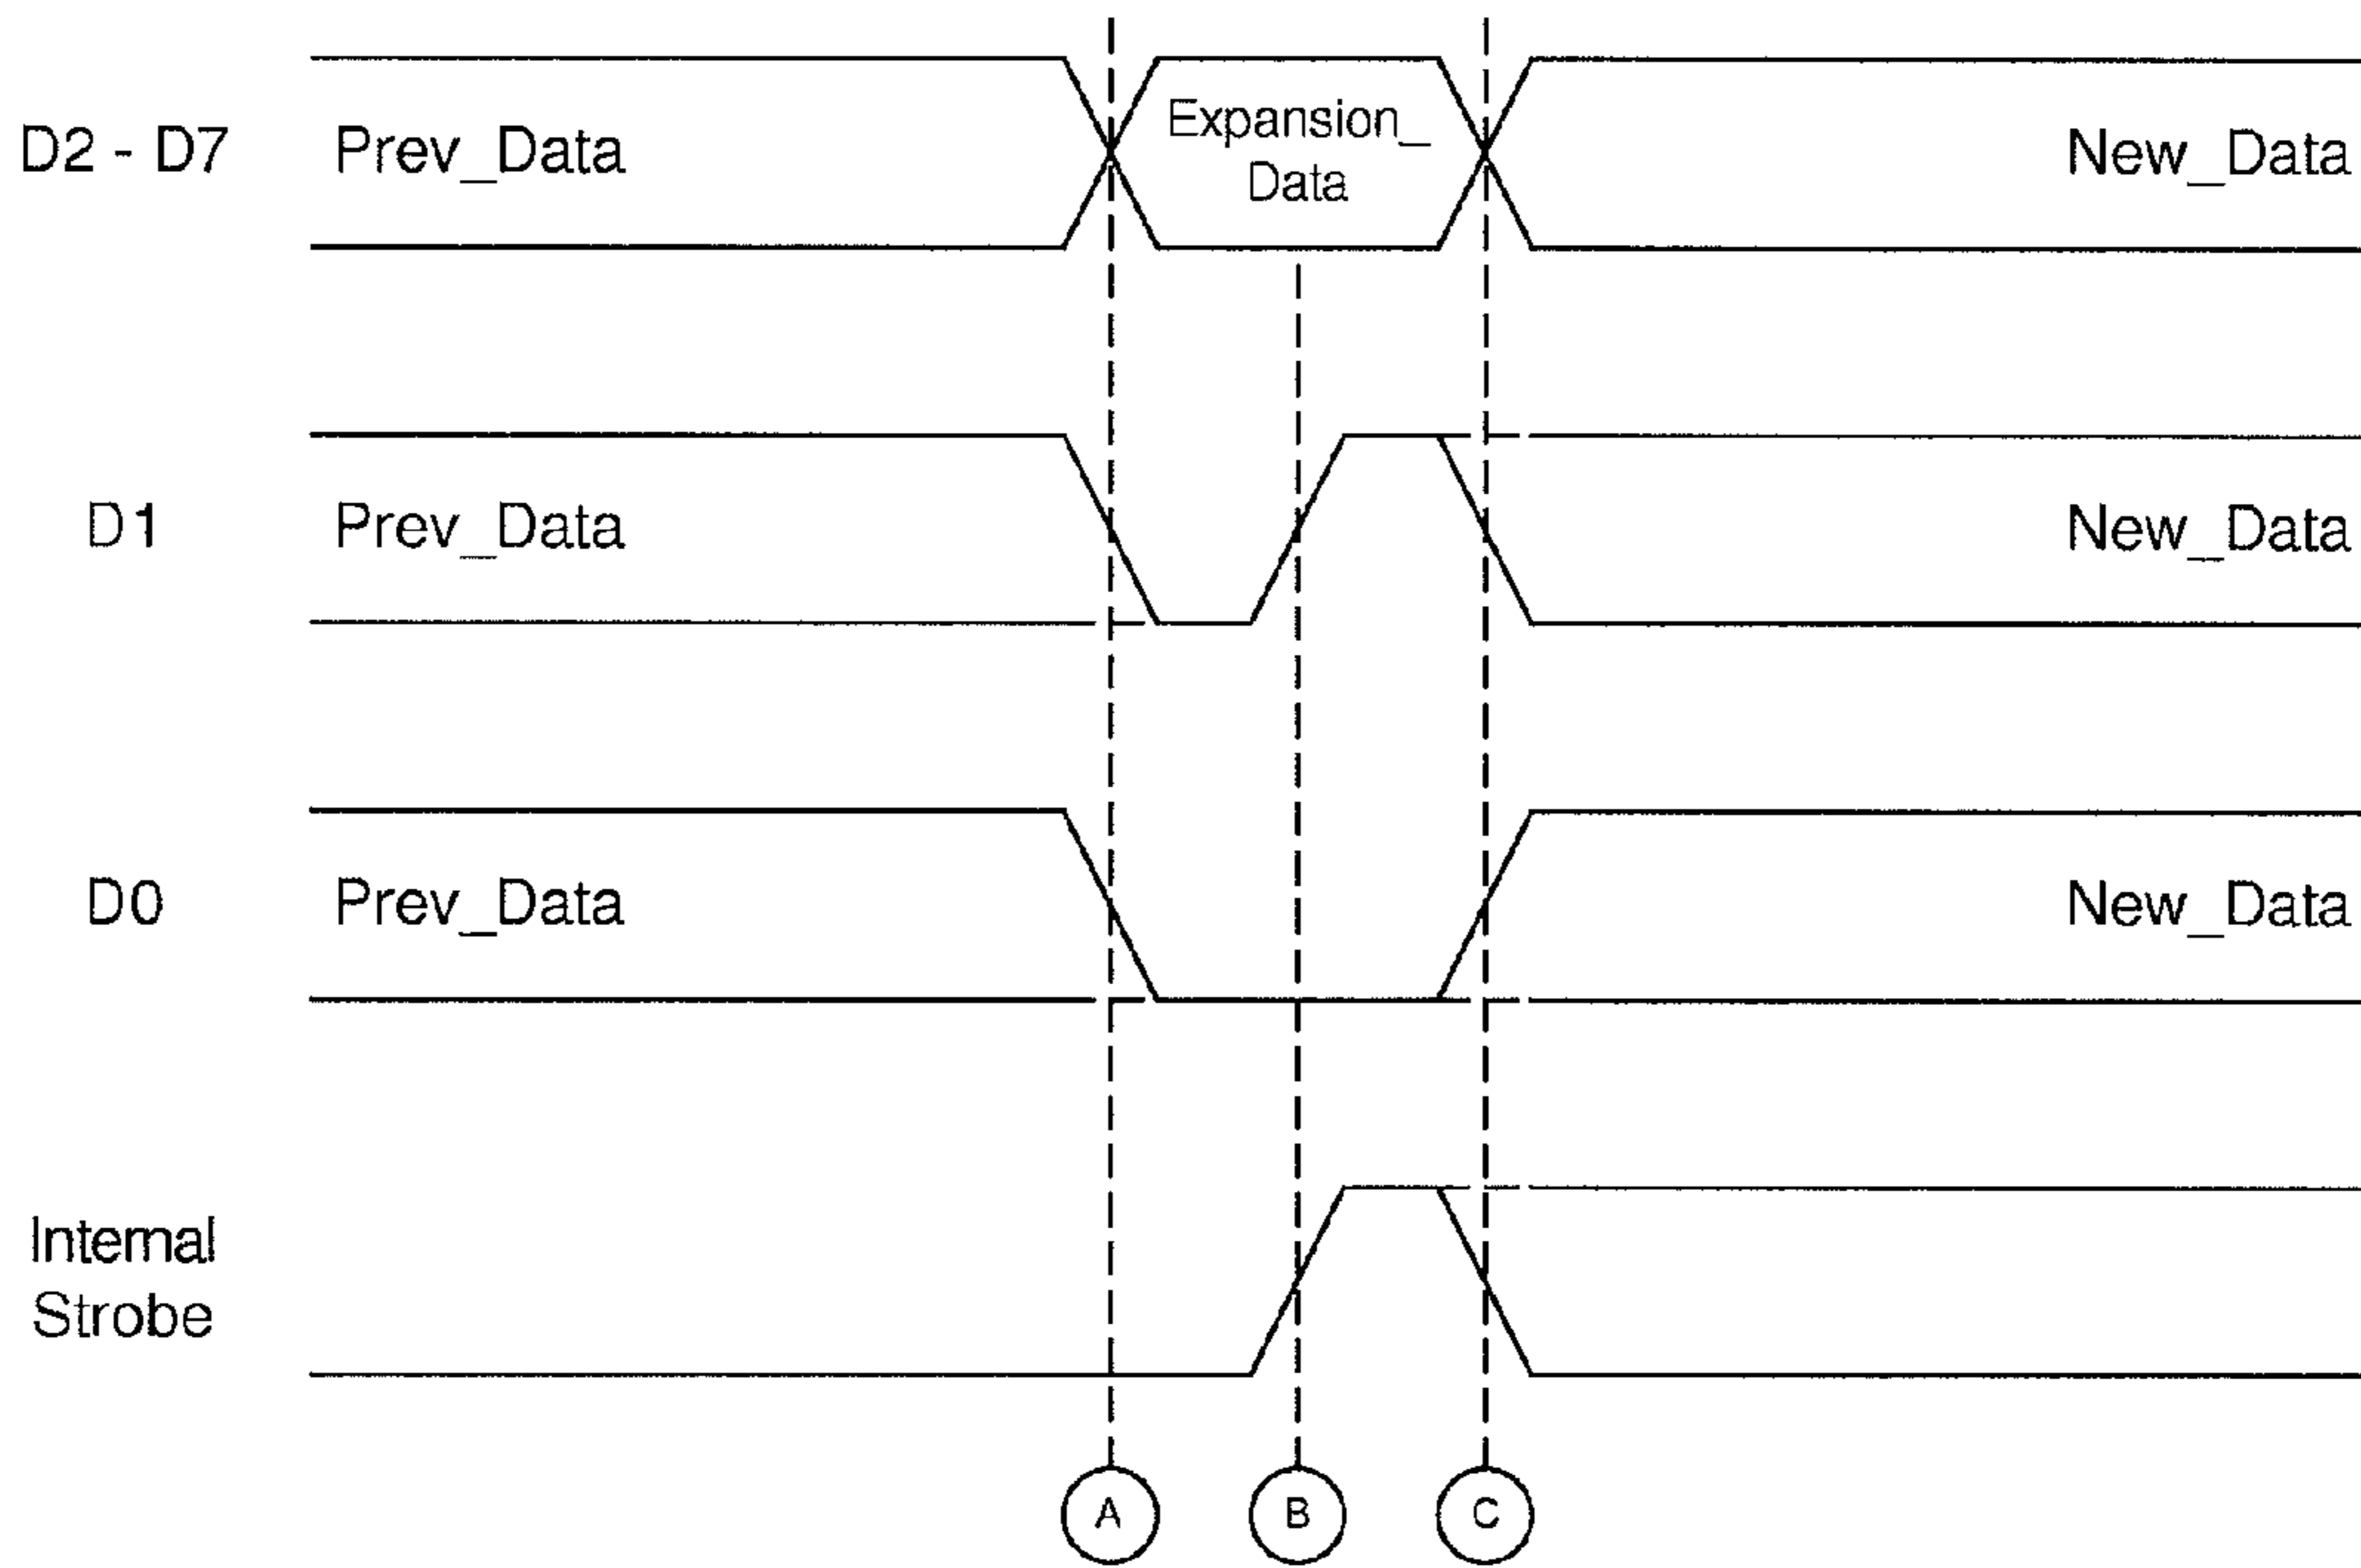 D2 - D7 Prev_Data Expansion_ New_Data
Data
D1 Prev_Data New_Data
D0 Prev_Data New_Data
Internal
Strobe
A B C